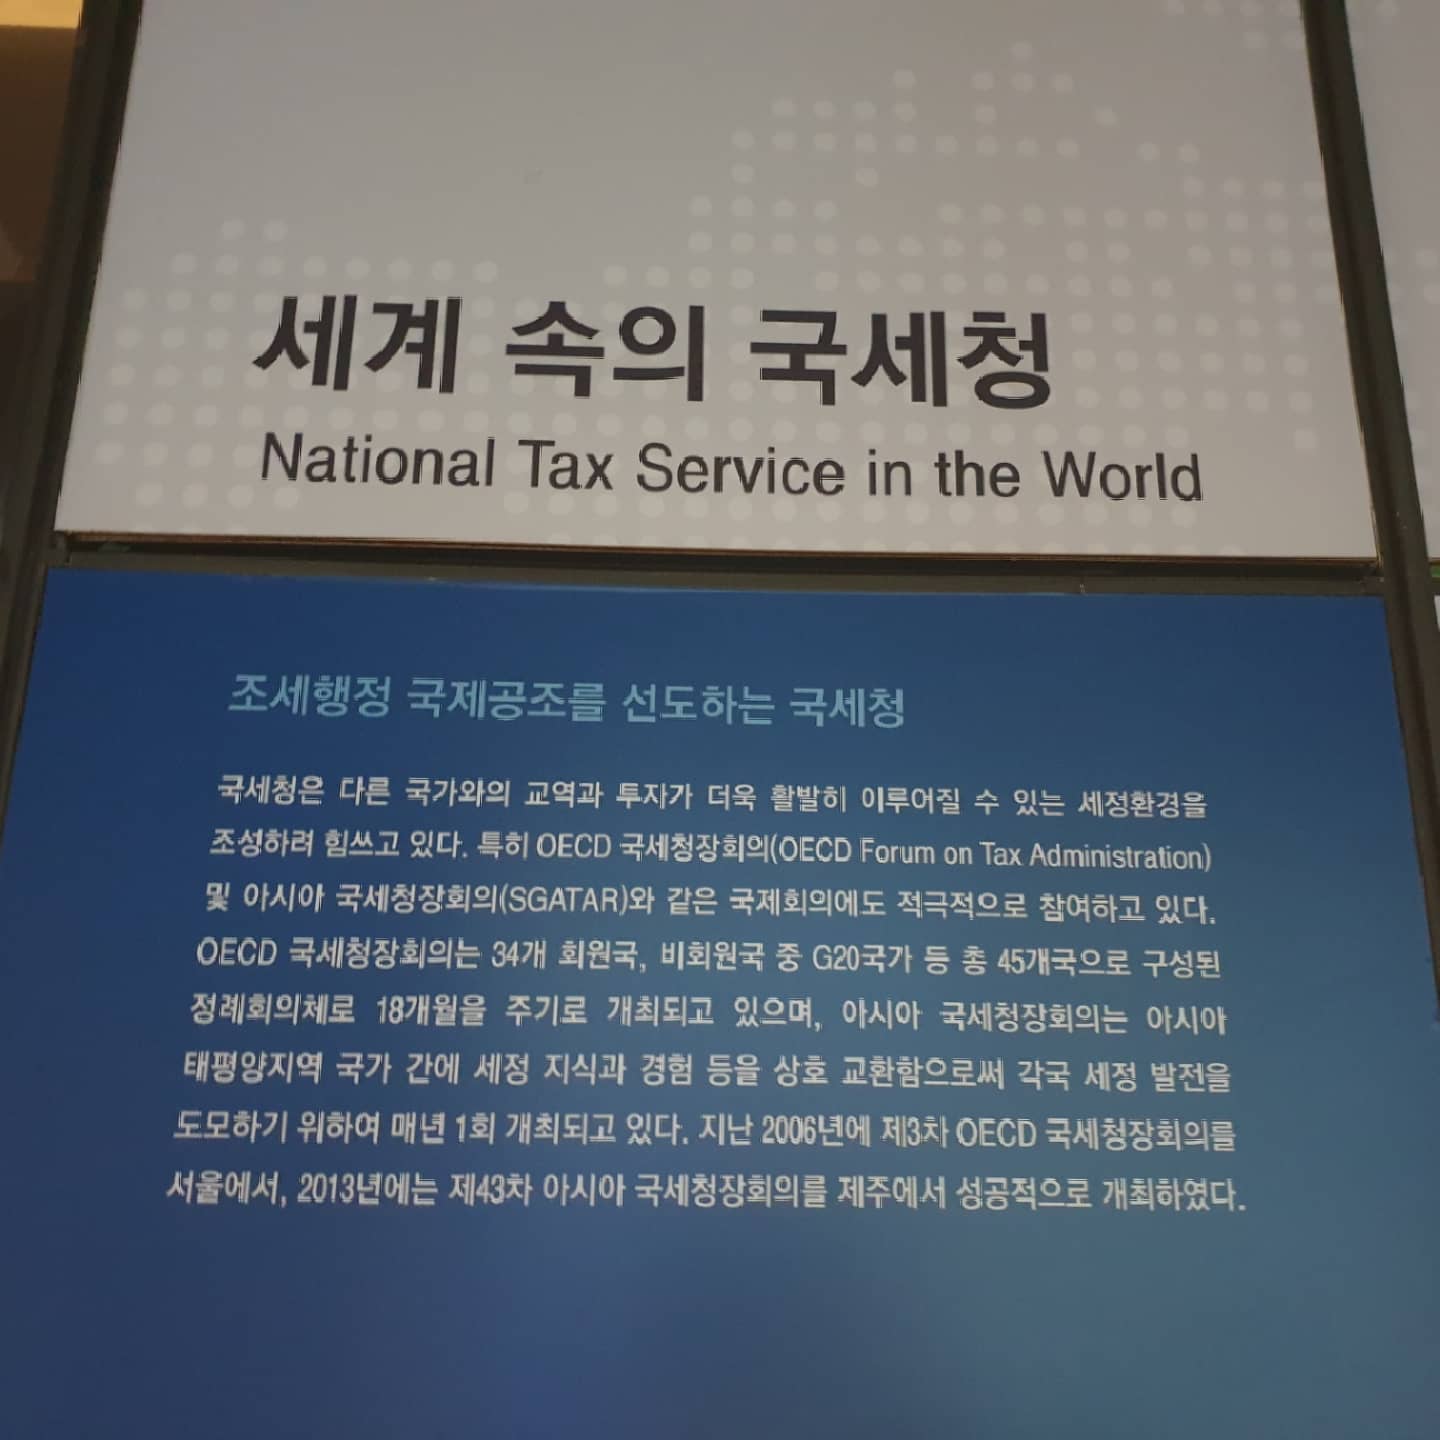 세계 속의 국세청
National Tax Service in the World
조세행정 국제공조를 선도하는 국세청
국세청은 다른 국가와의 교역과 투자가 더욱 활발히 이루어질 수 있는 세정환경을
조성하려 힘쓰고 있다. 특히 OECD 국세청장회의(OECD Forum on Tax Administration)
및 아시아 국세청장회의(SGATAR)와 같은 국제회의에도 적극적으로 참여하고 있다.
OECD 국세청장회의는 34개 회원국, 비회원국 중 G20국가 등 총 45개국으로 구성된
정례회의체로 18개월을 주기로 개최되고 있으며, 아시아 국세청장회의는 아시아
태평양지역 국가 간에 세정 지식과 경험 등을 상호 교환함으로써 각국 세정 발전을
도모하기 위하여 매년 1회 개최되고 있다. 지난 2006년에 제3차 OECD 국세청장회의를
서울에서, 2013년에는 제43차 아시아 국세청장회의를 제주에서 성공적으로 개최하였다.